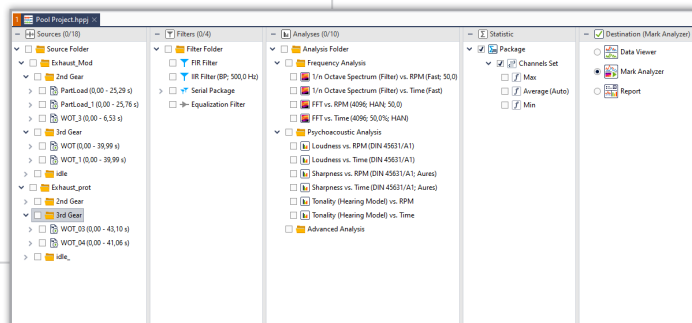 1 Pool Project.hppj
Sources (0/18)
Source Folder
Exhaust_Mod
2nd Gear
PartLoad (0,00 - 25,29 s)
PartLoad_1 (0,00 - 25,76 s)
WOT_3 (0,00 - 6,53 s)
3rd Gear
WOT (0,00 - 39,99 s)
WOT_1 (0,00 - 39,99 s)
idle
Exhaust_prot
2nd Gear
3rd Gear
WOT_03 (0,00 - 43,10 s)
WOT_04 (0,00 - 41,06 s)
idle_
Filters (0/4)
Filter Folder
FIR Filter
IIR Filter (BP; 500,0 Hz)
Serial Package
Equalization Filter
Analyses (0/10)
Analysis Folder
Frequency Analysis
1/n Octave Spectrum (Filter) vs. RPM (Fast; 50,0)
1/n Octave Spectrum (Filter) vs. Time (Fast)
FFT vs. RPM (4096; HAN; 50,0)
FFT vs. Time (4096; 50,0%; HAN)
Psychoacoustic Analysis
Loudness vs. RPM (DIN 45631/A1)
Loudness vs. Time (DIN 45631/A1)
Sharpness vs. RPM (DIN 45631/A1; Aures)
Sharpness vs. Time (DIN 45631/A1; Aures)
Tonality (Hearing Model) vs. RPM
Tonality (Hearing Model) vs. Time
Advanced Analysis
Σ Statistic
Package
Channels Set
f Max
f Average (Auto)
f Min
Destination (Mark Analyzer)
Data Viewer
Mark Analyzer
Report